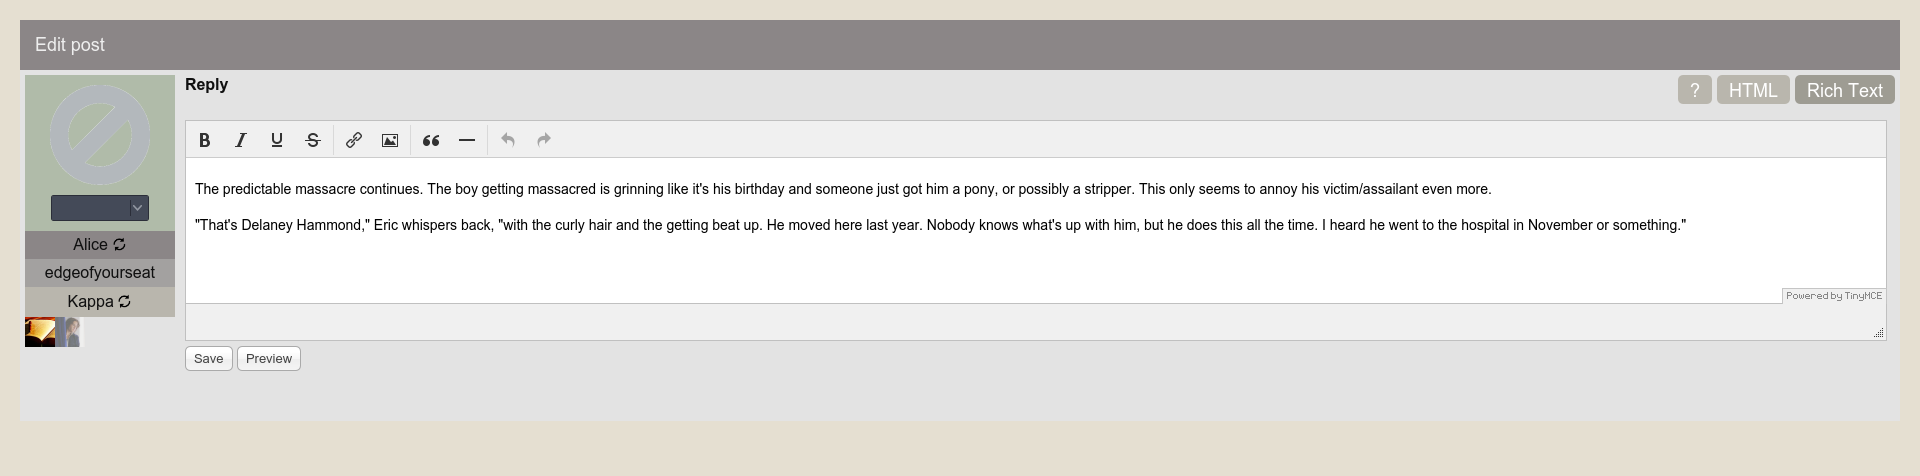 Edit post
Reply
? HTML Rich Text
B I U S
Alice
edgeofyourseat
Kappa
The predictable massacre continues. The boy getting massacred is grinning like it's his birthday and someone just got him a pony, or possibly a stripper. This only seems to annoy his victim/assailant even more.
"That's Delaney Hammond," Eric whispers back, "with the curly hair and the getting beat up. He moved here last year. Nobody knows what's up with him, but he does this all the time. I heard he went to the hospital in November or something."
Powered by TinyMCE
Save Preview